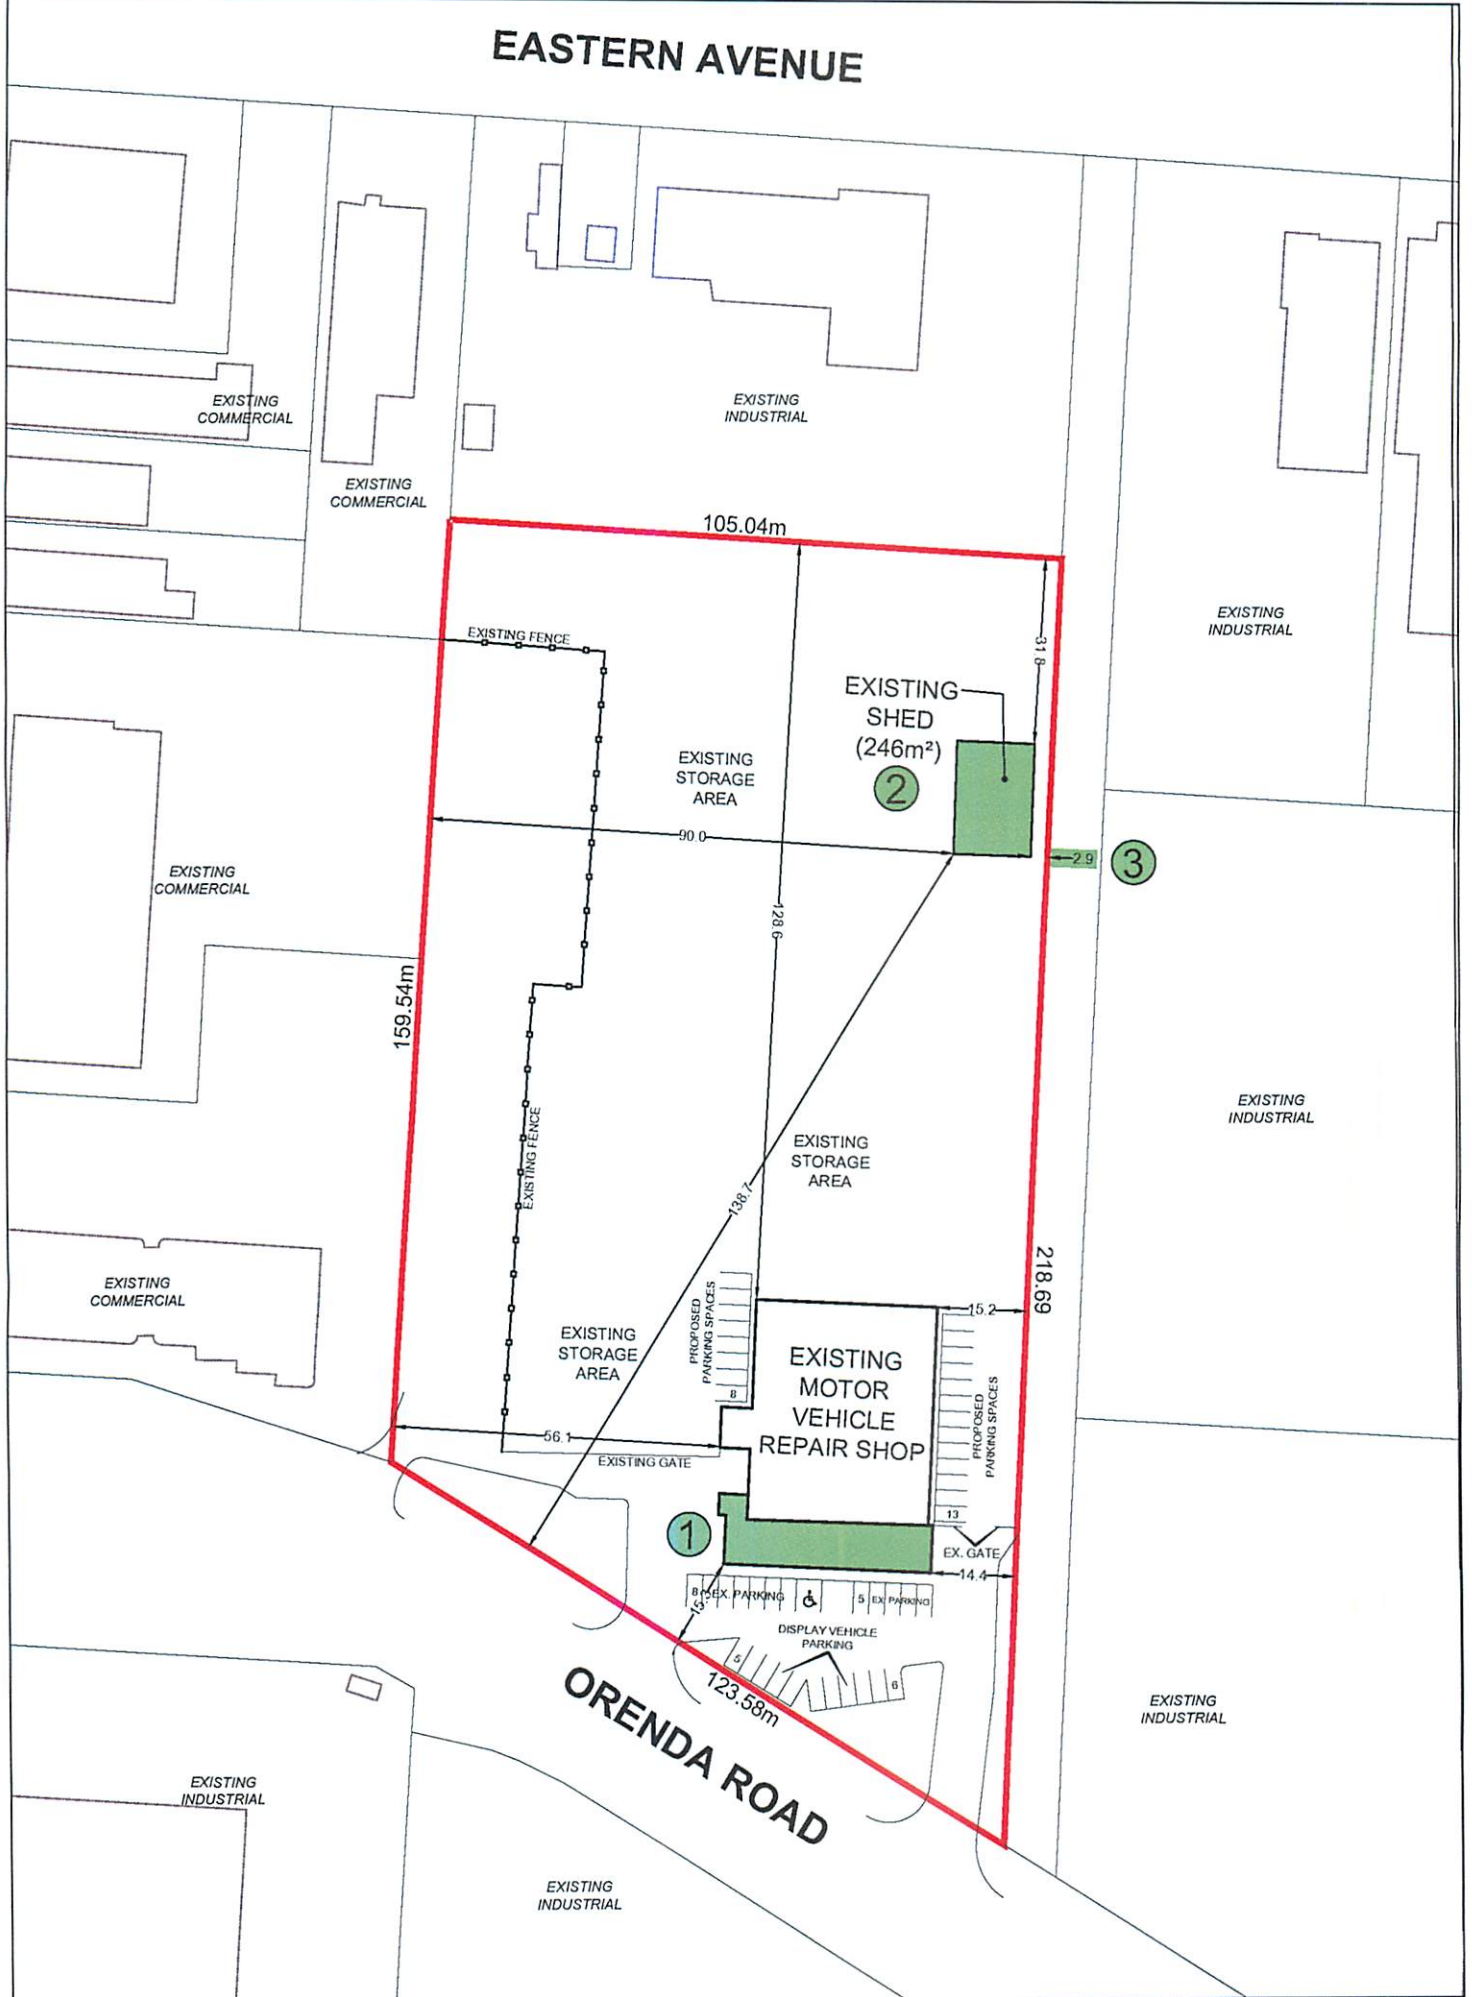 EASTERN AVENUE
EXISTING
COMMERCIAL
EXISTING
INDUSTRIAL
EXISTING
COMMERCIAL
105.04m
EXISTING FENCE
31.8
EXISTING
INDUSTRIAL
EXISTING
SHED
(246m²)
2
EXISTING
STORAGE
AREA
90.0
2.9
3
EXISTING
COMMERCIAL
128.6
159.54m
EXISTING FENCE
EXISTING
STORAGE
AREA
138.7
EXISTING
INDUSTRIAL
218.69
EXISTING
COMMERCIAL
PROPOSED
PARKING SPACES
8
15.2
EXISTING
STORAGE
AREA
EXISTING
MOTOR
VEHICLE
REPAIR SHOP
PROPOSED
PARKING SPACES
13
56.1
EXISTING GATE
1
EX. GATE
14.4
8 EX. PARKING
5 EX PARKING
DISPLAY VEHICLE
PARKING
5
6
123.58m
ORENDA ROAD
EXISTING
INDUSTRIAL
EXISTING
INDUSTRIAL
EXISTING
INDUSTRIAL